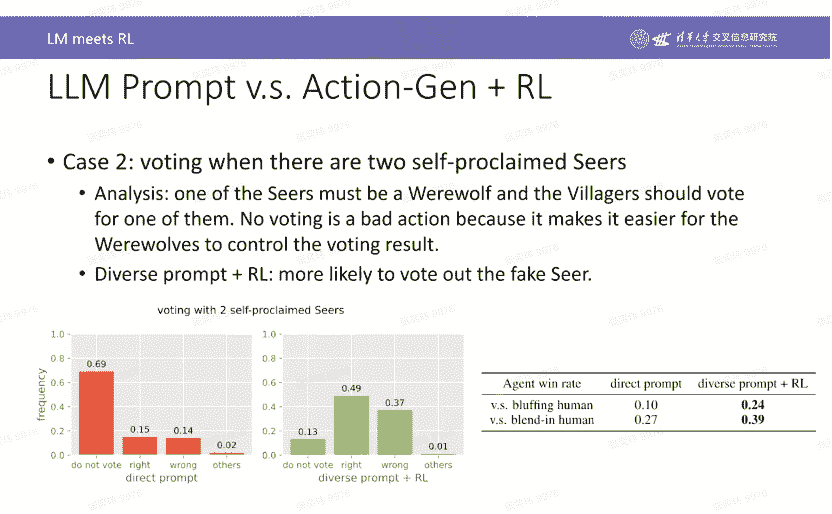 LM meets RL
清华大学 交叉信息研究院
LLM Prompt v.s. Action-Gen + RL
• Case 2: voting when there are two self-proclaimed Seers
• Analysis: one of the Seers must be a Werewolf and the Villagers should vote
for one of them. No voting is a bad action because it makes it easier for the
Werewolves to control the voting result.
• Diverse prompt + RL: more likely to vote out the fake Seer.
voting with 2 self-proclaimed Seers
frequency
1.0
0.8
0.6
0.4
0.2
0.0
0.69
0.15
0.14
0.02
do not vote right wrong others
direct prompt
1.0
0.8
0.6
0.4
0.2
0.0
0.13
0.49
0.37
0.01
do not vote right wrong others
diverse prompt + RL
Agent win rate direct prompt diverse prompt + RL
v.s. bluffing human 0.10 0.24
v.s. blend-in human 0.27 0.39